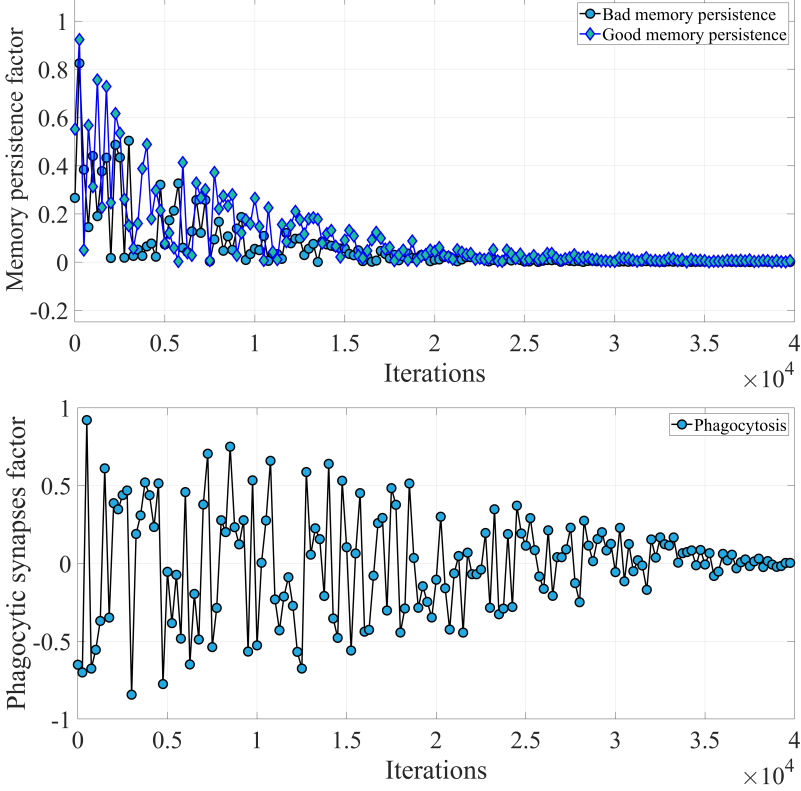 Memory persistence factor
1
0.8
0.6
0.4
0.2
0
-0.2
Bad memory persistence
Good memory persistence
0 0.5 1 1.5 2 2.5 3 3.5 4
Iterations
×10^4
Phagocytic synapses factor
1
0.5
0
-0.5
-1
Phagocytosis
0 0.5 1 1.5 2 2.5 3 3.5 4
Iterations
×10^4